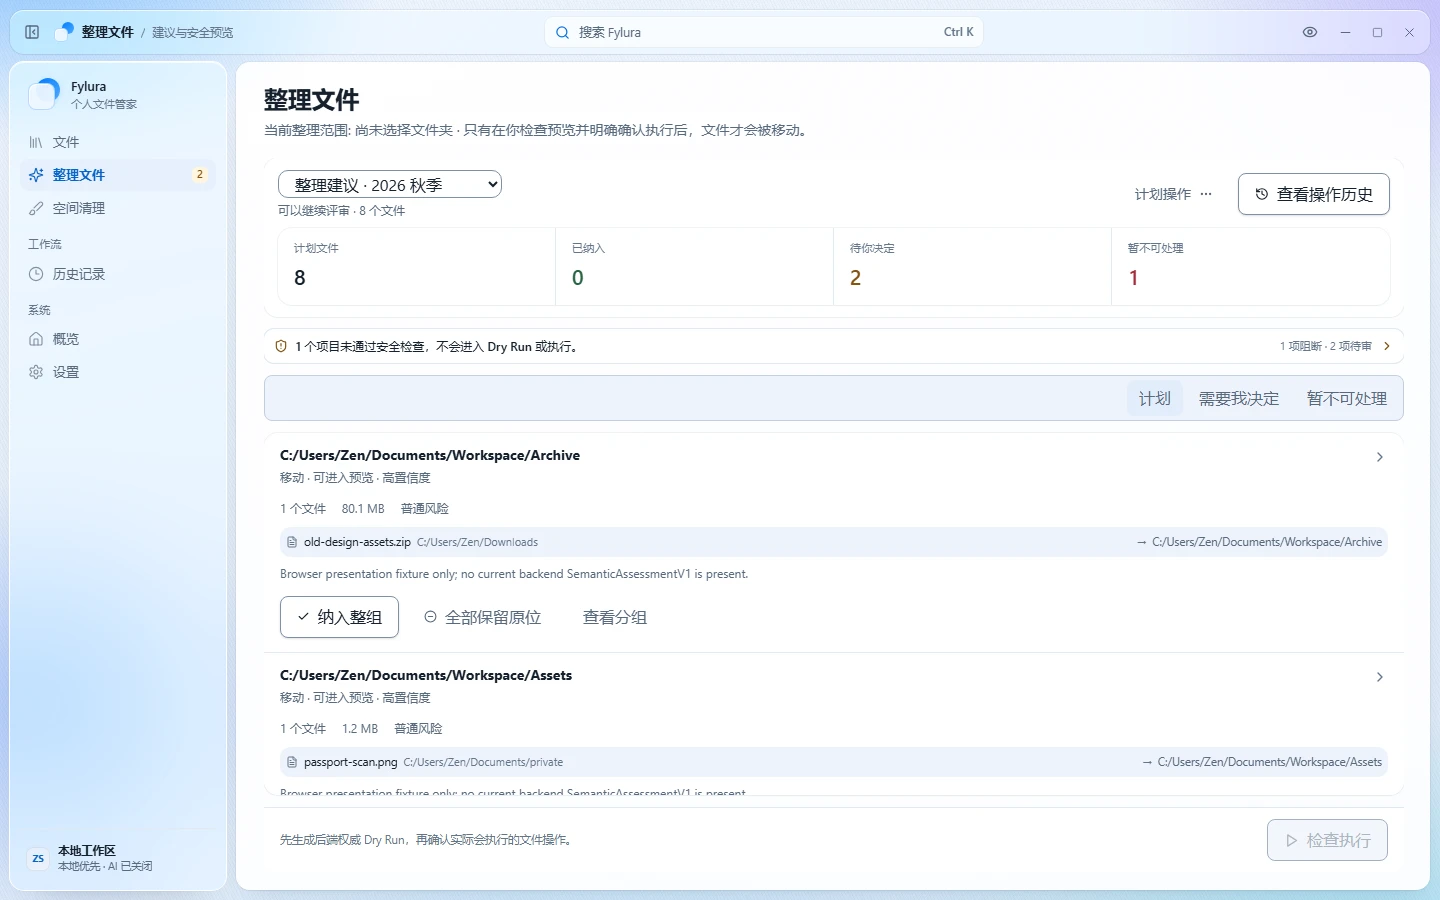 整理文件 / 建议与安全预览
搜索 Fylura
Ctrl K
Fylura
个人文件管家
文件
整理文件
2
空间清理
工作流
历史记录
系统
概览
设置
ZS
本地工作区
本地优先 · AI 已关闭
整理文件
当前整理范围: 尚未选择文件夹 · 只有在你检查预览并明确确认执行后，文件才会被移动。
整理建议 · 2026 秋季
可以继续评审 · 8 个文件
计划操作 ···
查看操作历史
计划文件
8
已纳入
0
待你决定
2
暂不可处理
1
1 个项目未通过安全检查，不会进入 Dry Run 或执行。
1 项阻断 · 2 项待审
计划
需要我决定
暂不可处理
C:/Users/Zen/Documents/Workspace/Archive
移动 · 可进入预览 · 高置信度
1 个文件 80.1 MB 普通风险
old-design-assets.zip C:/Users/Zen/Downloads
→ C:/Users/Zen/Documents/Workspace/Archive
Browser presentation fixture only; no current backend SemanticAssessmentV1 is present.
纳入整组
全部保留原位
查看分组
C:/Users/Zen/Documents/Workspace/Assets
移动 · 可进入预览 · 高置信度
1 个文件 1.2 MB 普通风险
passport-scan.png C:/Users/Zen/Documents/private
→ C:/Users/Zen/Documents/Workspace/Assets
Browser presentation fixture only; no current backend SemanticAssessmentV1 is present.
先生成后端权威 Dry Run，再确认实际会执行的文件操作。
检查执行